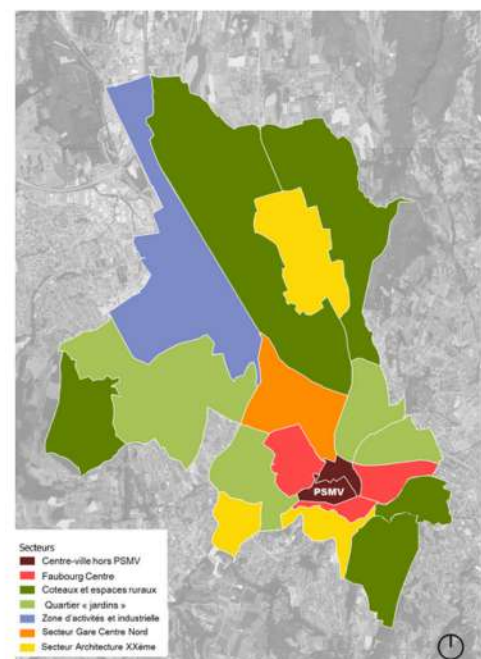 PSMV
Secteurs
Centre-ville hors PSMV
Faubourg Centre
Coteaux et espaces ruraux
Quartier « jardins »
Zone d'activités et industrielle
Secteur Gare Centre Nord
Secteur Architecture XXéme